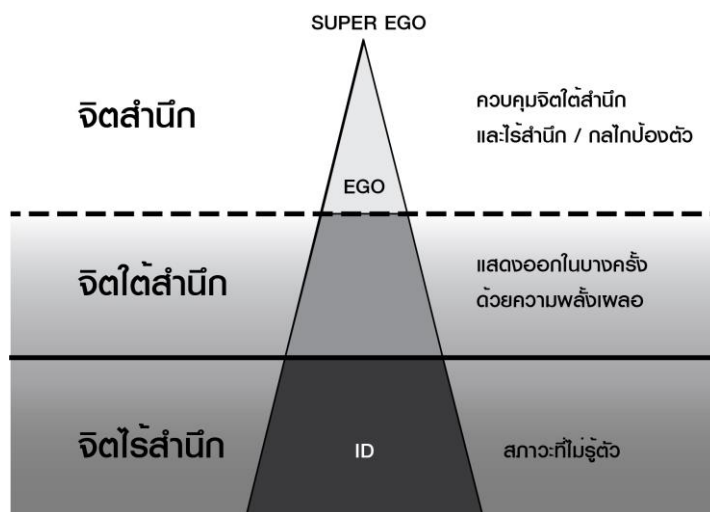 SUPER EGO
จิตสำนึก
ควบคุมจิตใต้สำนึก
และไร้สำนึก / กลไกป้องตัว
EGO
จิตใต้สำนึก
แสดงออกในบางครั้ง
ด้วยความพลั้งเผลอ
จิตไร้สำนึก
ID
สภาวะที่ไม่รู้ตัว